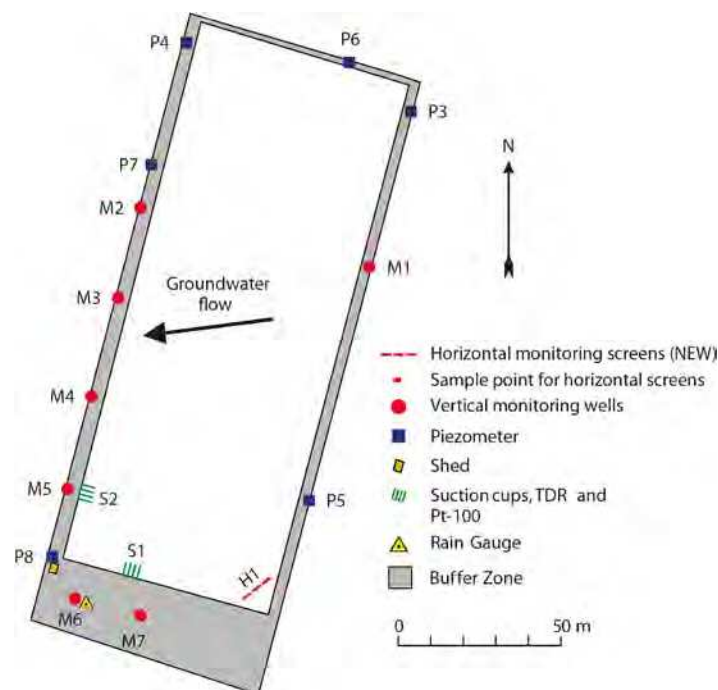 P4
P6
P3
P7
M2
N
M1
Groundwater
flow
M3
M4
M5
S2
P5
P8
S1
H1
M6
M7
Horizontal monitoring screens (NEW)
Sample point for horizontal screens
Vertical monitoring wells
Piezometer
Shed
Suction cups, TDR and
Pt-100
Rain Gauge
Buffer Zone
0
50 m